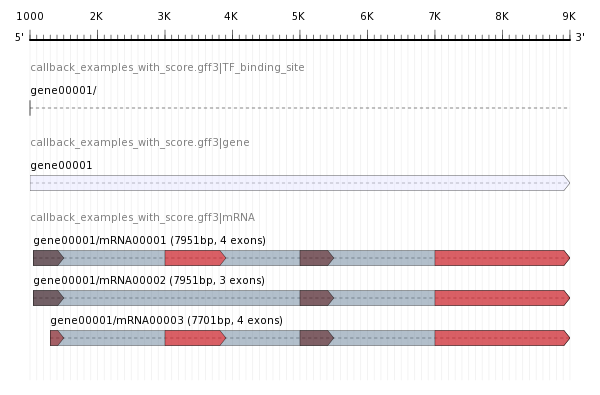 1000 2K 3K 4K 5K 6K 7K 8K 9K
5' 3'
callback_examples_with_score.gff3|TF_binding_site
gene00001/
callback_examples_with_score.gff3|gene
gene00001
callback_examples_with_score.gff3|mRNA
gene00001/mRNA00001 (7951bp, 4 exons)
gene00001/mRNA00002 (7951bp, 3 exons)
gene00001/mRNA00003 (7701bp, 4 exons)